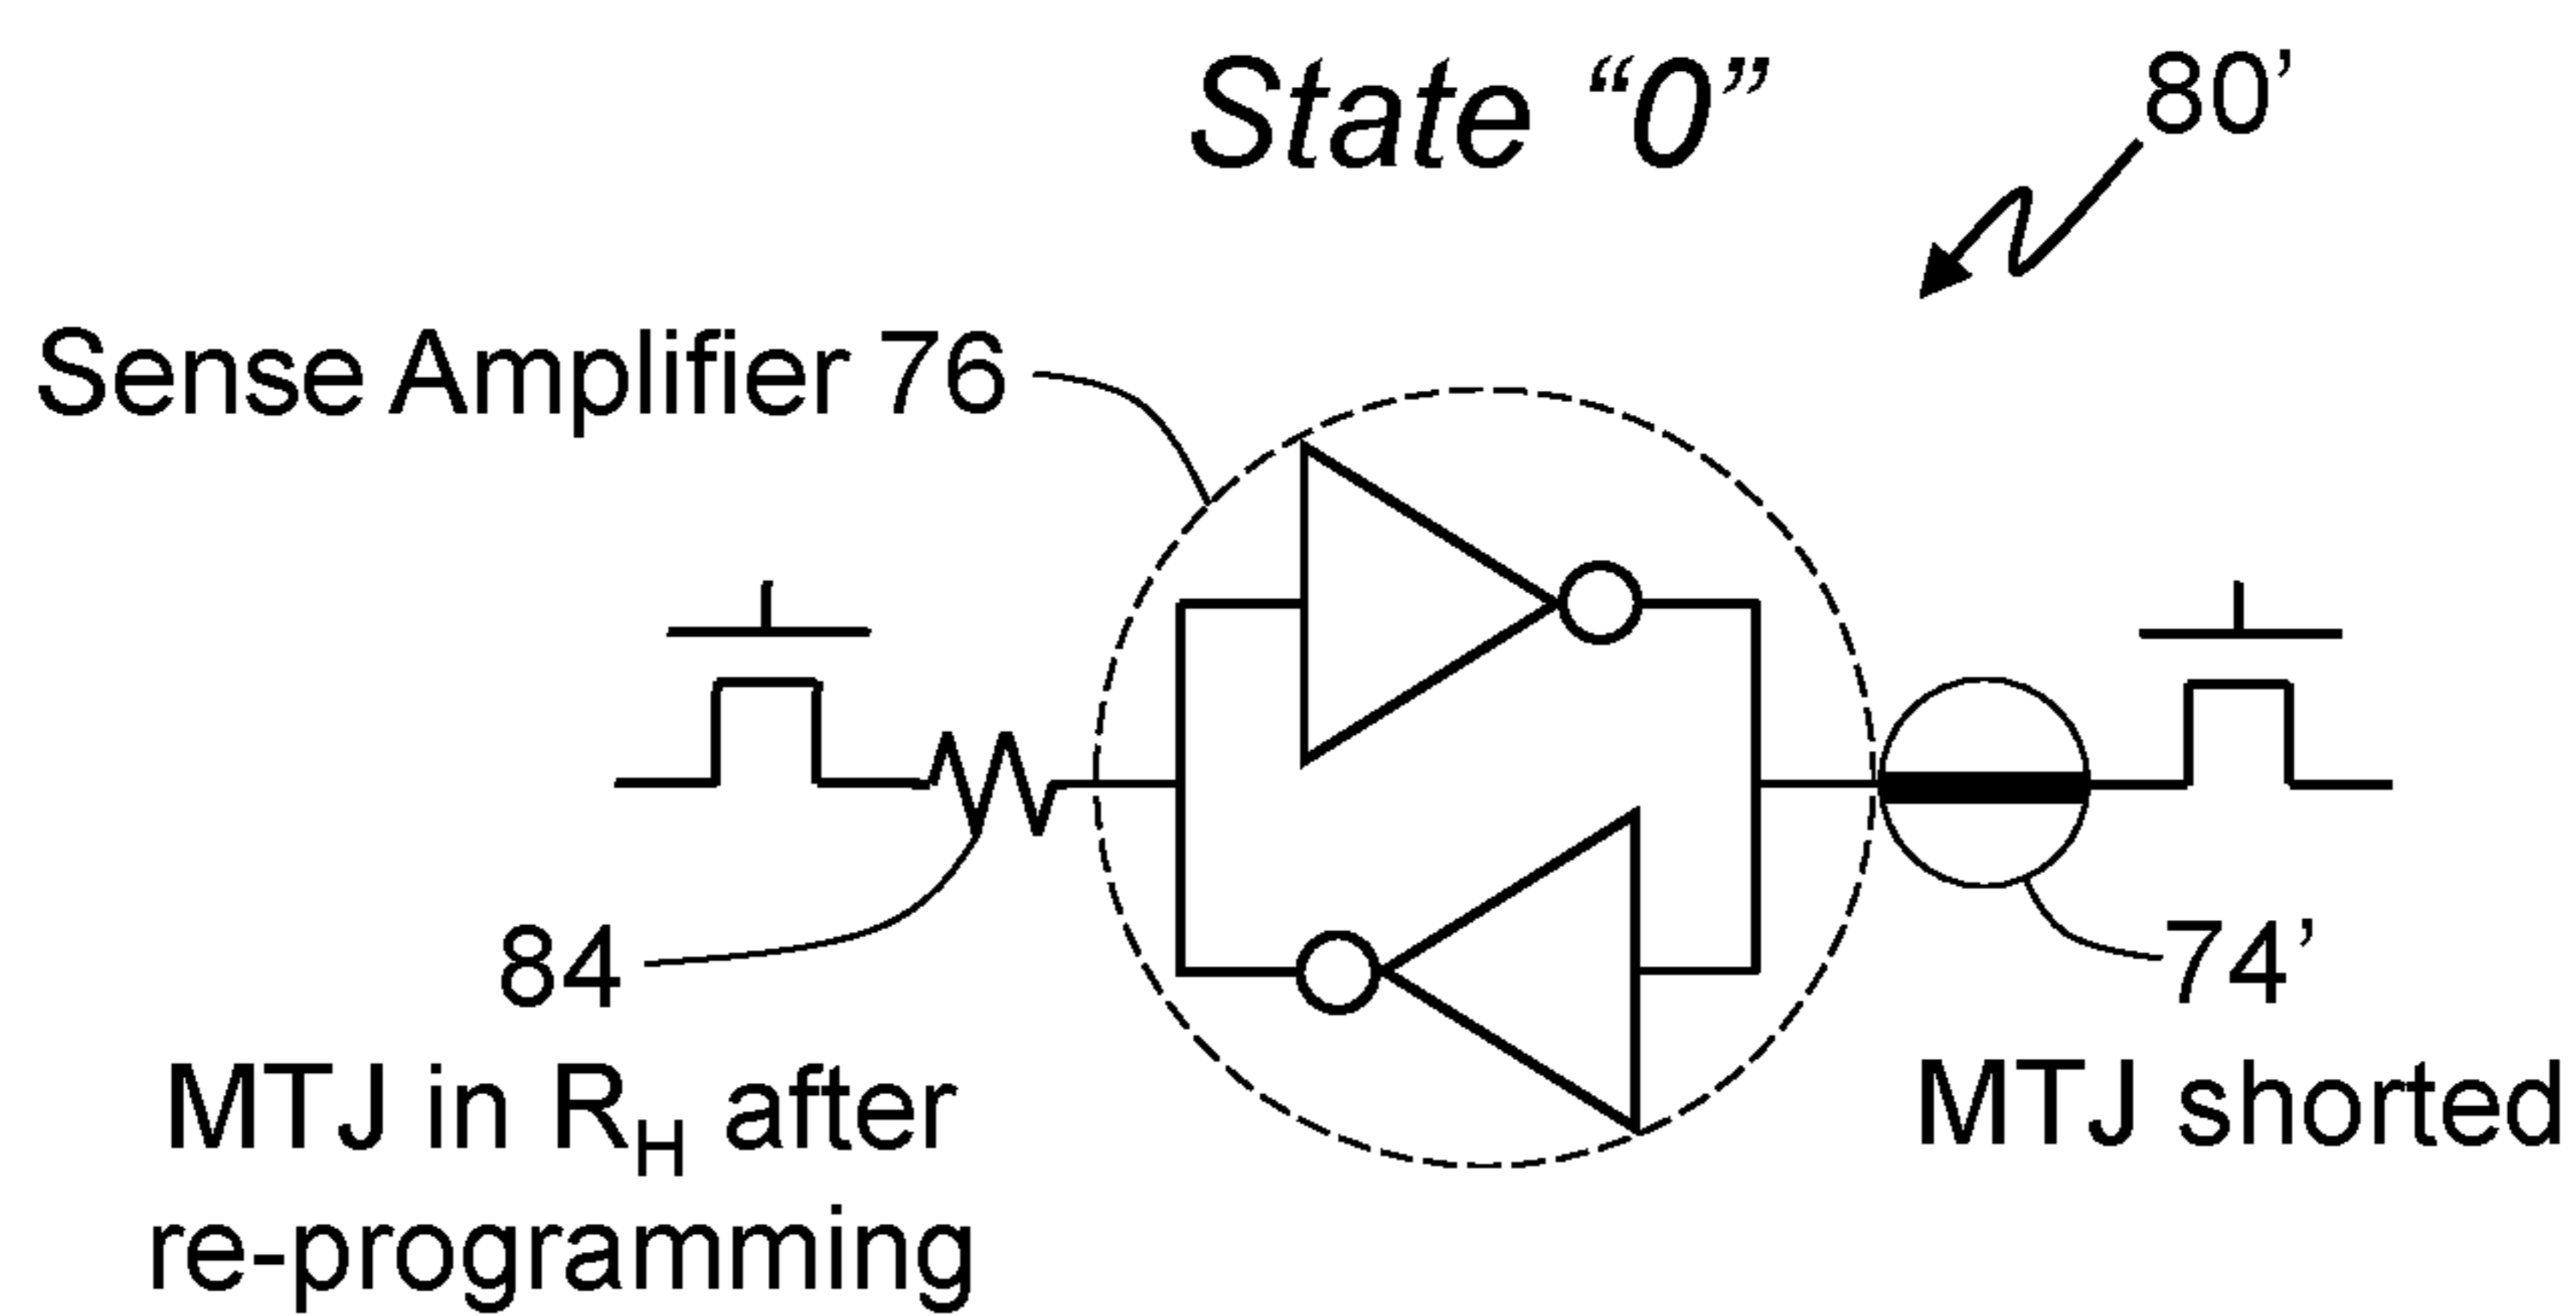 State “0”
80’
Sense Amplifier 76
84
MTJ in RH after
re-programming
74’
MTJ shorted